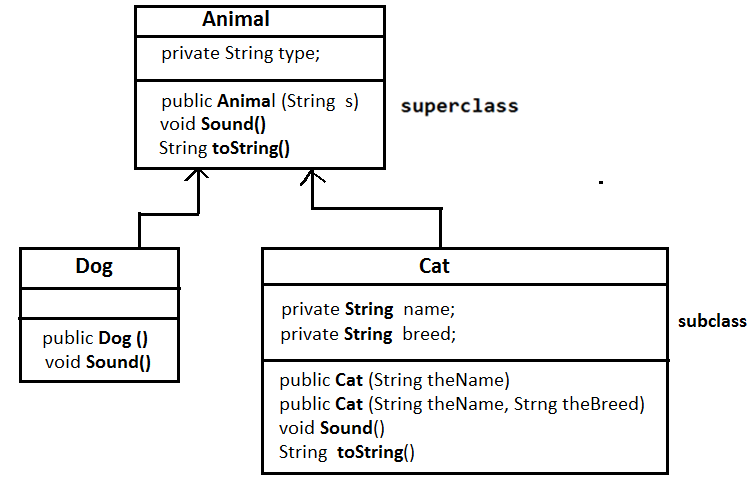 Animal
private String type;
public Animal (String s)
void Sound()
String toString()
superclass
Dog
public Dog ()
void Sound()
Cat
private String name;
private String breed;
public Cat (String theName)
public Cat (String theName, Strng theBreed)
void Sound()
String toString()
subclass